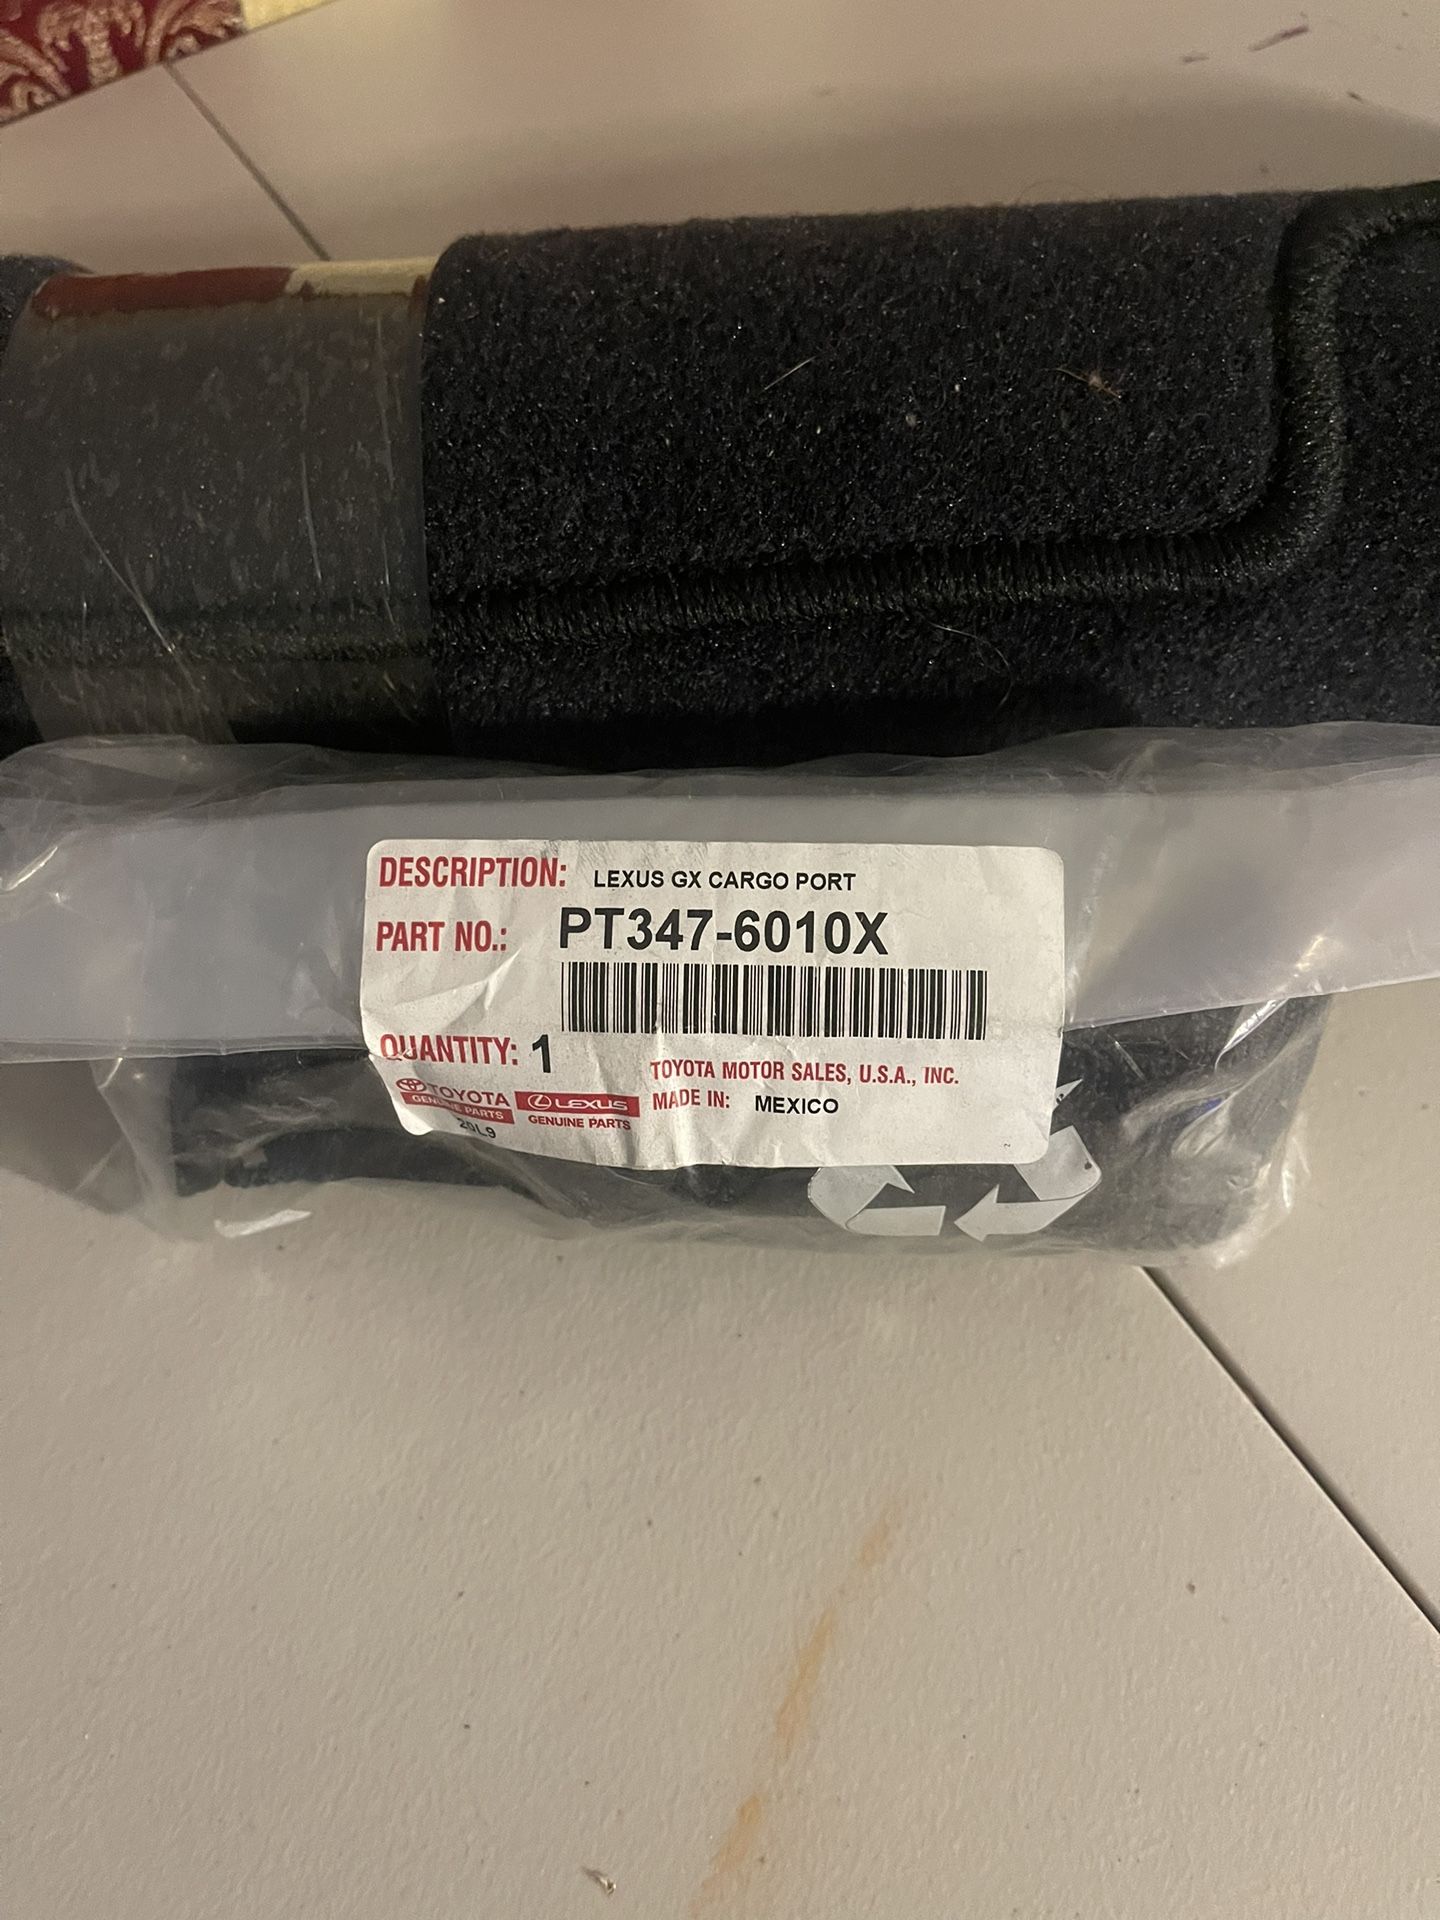 DESCRIPTION: LEXUS GX CARGO PORT
PART NO.: PT347-6010X
QUANTITY: 1
TOYOTA MOTOR SALES, U.S.A., INC.
MADE IN: MEXICO
TOYOTA
GENUINE PARTS
LEXUS
GENUINE PARTS
20L9